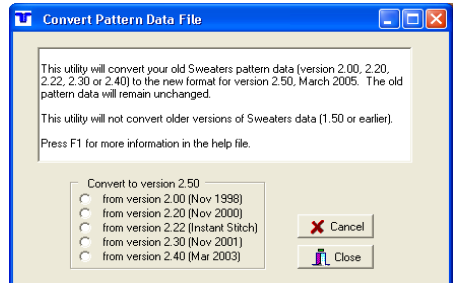 Convert Pattern Data File
This utility will convert your old Sweaters pattern data (version 2.00, 2.20,
2.22, 2.30 or 2.40) to the new format for version 2.50, March 2005.  The old
pattern data will remain unchanged.
This utility will not convert older versions of Sweaters data (1.50 or earlier).
Press F1 for more information in the help file.
Convert to version 2.50
from version 2.00 (Nov 1998)
from version 2.20 (Nov 2000)
from version 2.22 (Instant Stitch)
from version 2.30 (Nov 2001)
from version 2.40 (Mar 2003)
Cancel
Close